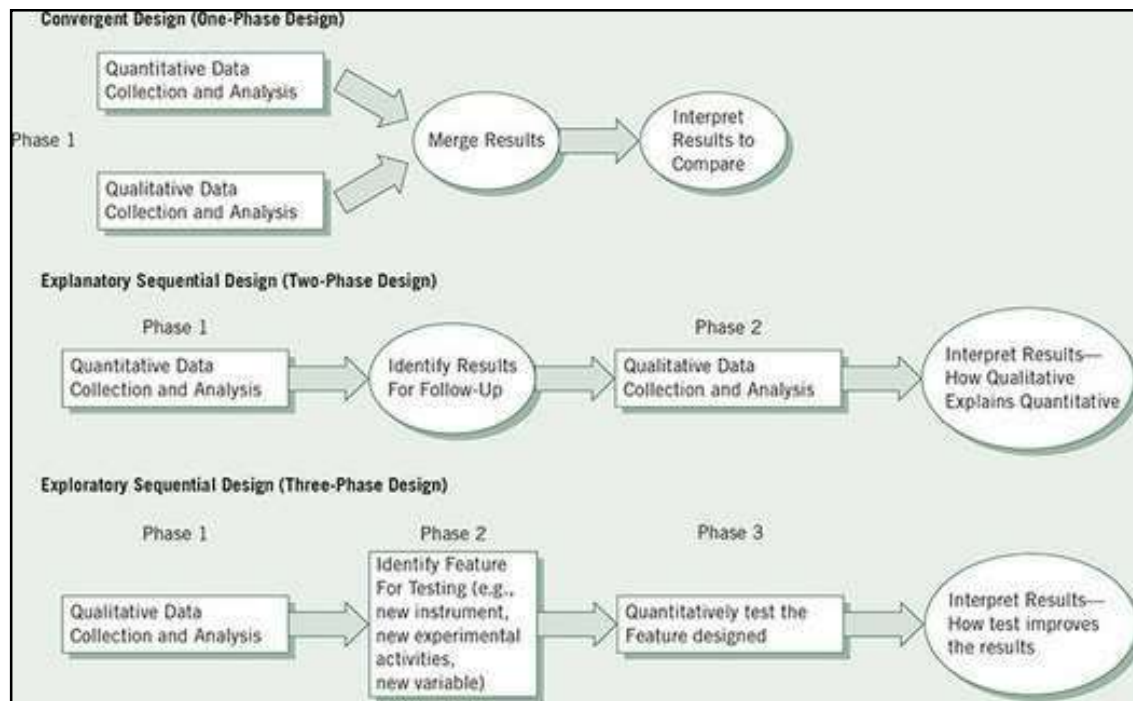 Convergent Design (One-Phase Design)
Quantitative Data
Collection and Analysis
Phase 1
Merge Results
Interpret
Results to
Compare
Qualitative Data
Collection and Analysis
Explanatory Sequential Design (Two-Phase Design)
Phase 1
Phase 2
Quantitative Data
Collection and Analysis
Identify Results
For Follow-Up
Qualitative Data
Collection and Analysis
Interpret Results—
How Qualitative
Explains Quantitative
Exploratory Sequential Design (Three-Phase Design)
Phase 1
Phase 2
Phase 3
Qualitative Data
Collection and Analysis
Identify Feature
For Testing (e.g.,
new instrument,
new experimental
activities,
new variable)
Quantitatively test the
Feature designed
Interpret Results—
How test improves
the results